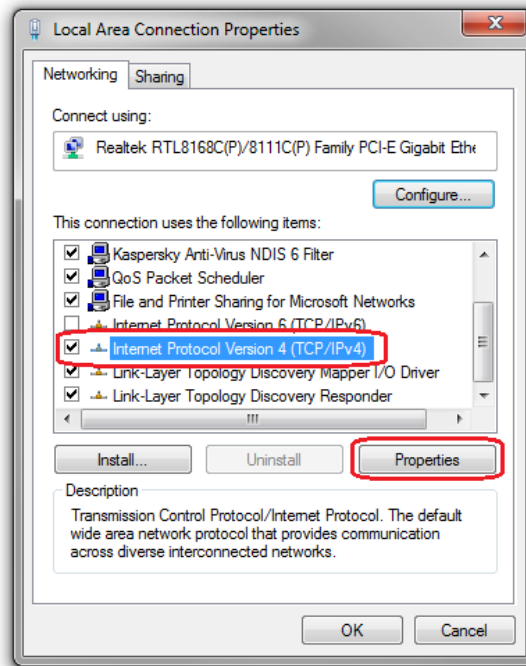 Local Area Connection Properties
Networking
Sharing
Connect using:
Realtek RTL8168C(P)/8111C(P) Family PCI-E Gigabit Ethe
Configure...
This connection uses the following items:
Kaspersky Anti-Virus NDIS 6 Filter
QoS Packet Scheduler
File and Printer Sharing for Microsoft Networks
Internet Protocol Version 6 (TCP/IPv6)
Internet Protocol Version 4 (TCP/IPv4)
Link-Layer Topology Discovery Mapper I/O Driver
Link-Layer Topology Discovery Responder
Install...
Uninstall
Properties
Description
Transmission Control Protocol/Internet Protocol. The default
wide area network protocol that provides communication
across diverse interconnected networks.
OK
Cancel